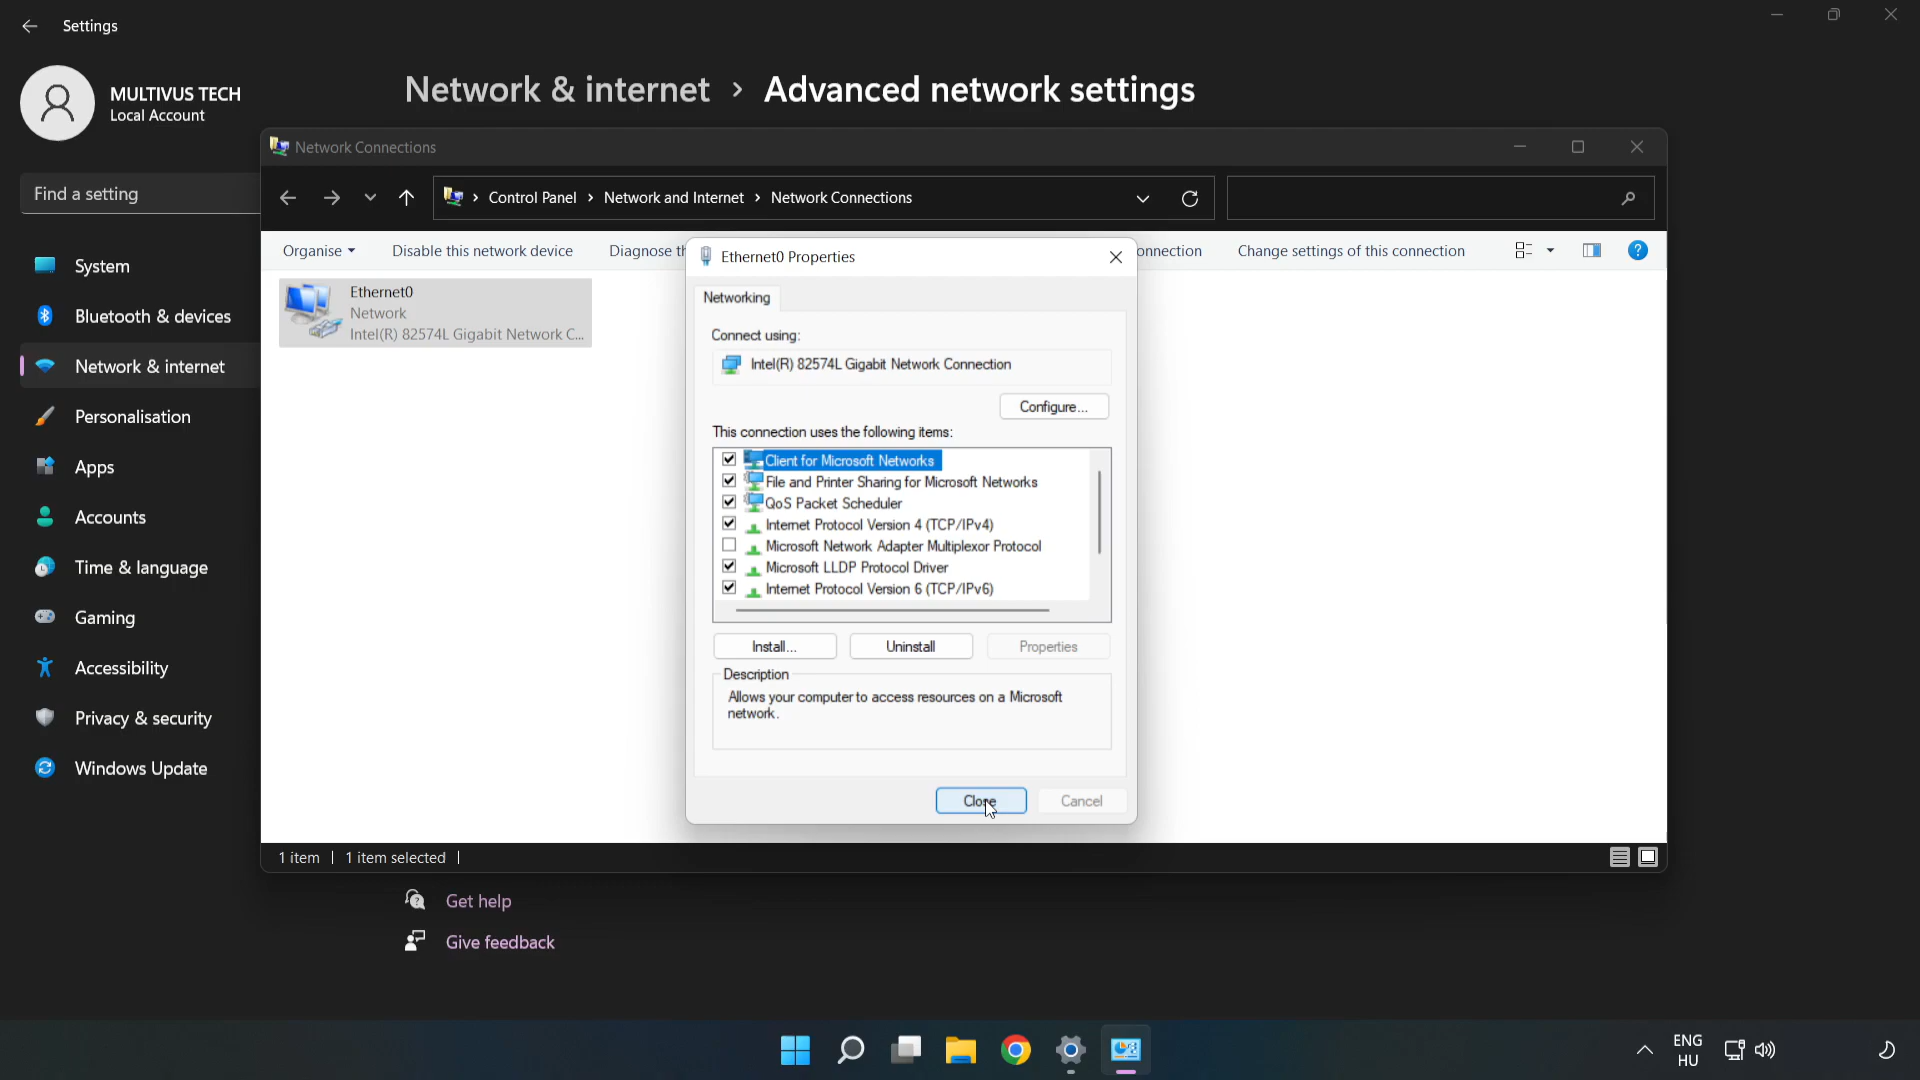 Settings
MULTIVUS TECH
Local Account
Find a setting
System
Bluetooth & devices
Network & internet
Personalisation
Apps
Accounts
Time & language
Gaming
Accessibility
Privacy & security
Windows Update
Network & internet › Advanced network settings
Network Connections
Control Panel › Network and Internet › Network Connections
Organise
Disable this network device
Diagnose th
onnection
Change settings of this connection
Ethernet0
Network
Intel(R) 82574L Gigabit Network C...
Ethernet0 Properties
Networking
Connect using:
Intel(R) 82574L Gigabit Network Connection
Configure...
This connection uses the following items:
Client for Microsoft Networks
File and Printer Sharing for Microsoft Networks
QoS Packet Scheduler
Internet Protocol Version 4 (TCP/IPv4)
Microsoft Network Adapter Multiplexor Protocol
Microsoft LLDP Protocol Driver
Internet Protocol Version 6 (TCP/IPv6)
Install...
Uninstall
Properties
Description
Allows your computer to access resources on a Microsoft
network.
Close
Cancel
1 item
1 item selected
Get help
Give feedback
ENG
HU